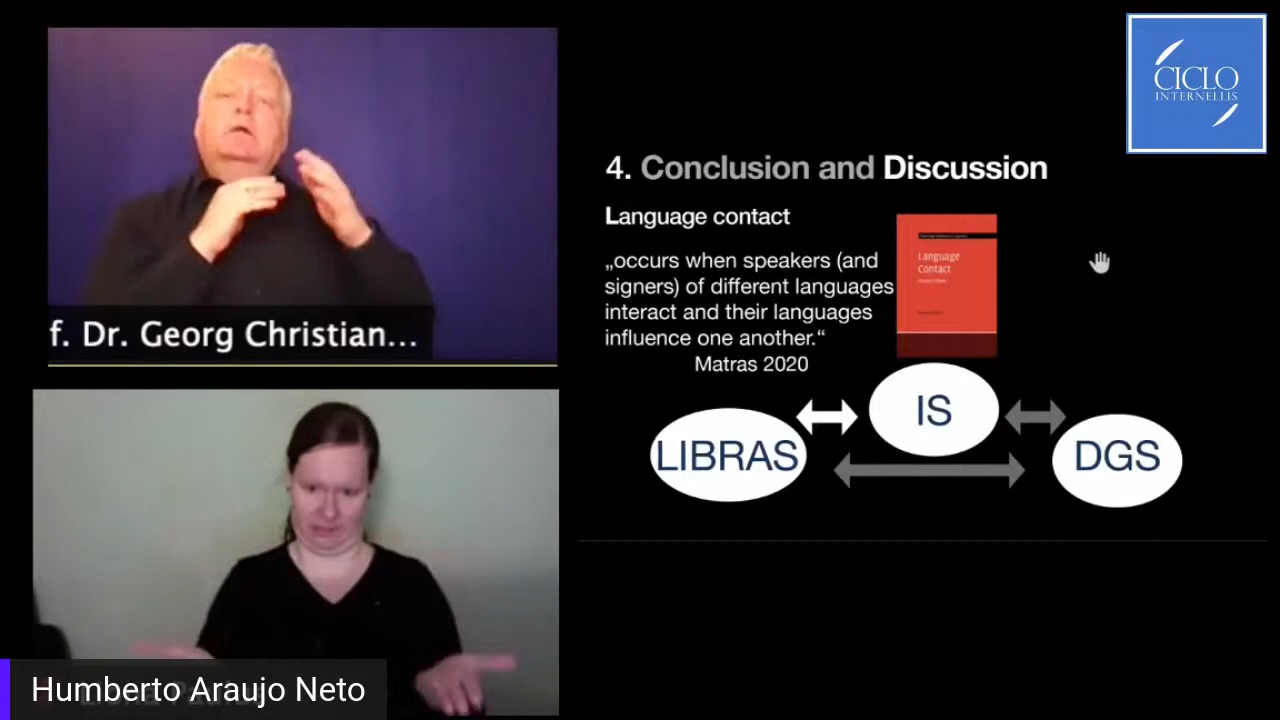 CICLO
INTERNELLIS
4. Conclusion and Discussion
Language contact
„occurs when speakers (and
signers) of different languages
interact and their languages
influence one another.“
Matras 2020
Language
Contact
IS
LIBRAS
DGS
f. Dr. Georg Christian...
Humberto Araujo Neto